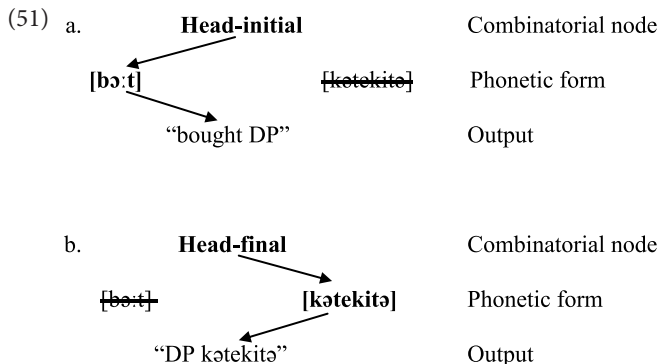 (51) a. Head-initial Combinatorial node
[bɔːt] [kətekitə] Phonetic form
“bought DP” Output
b. Head-final Combinatorial node
[bɔːt] [kətekitə] Phonetic form
“DP kətekitə” Output